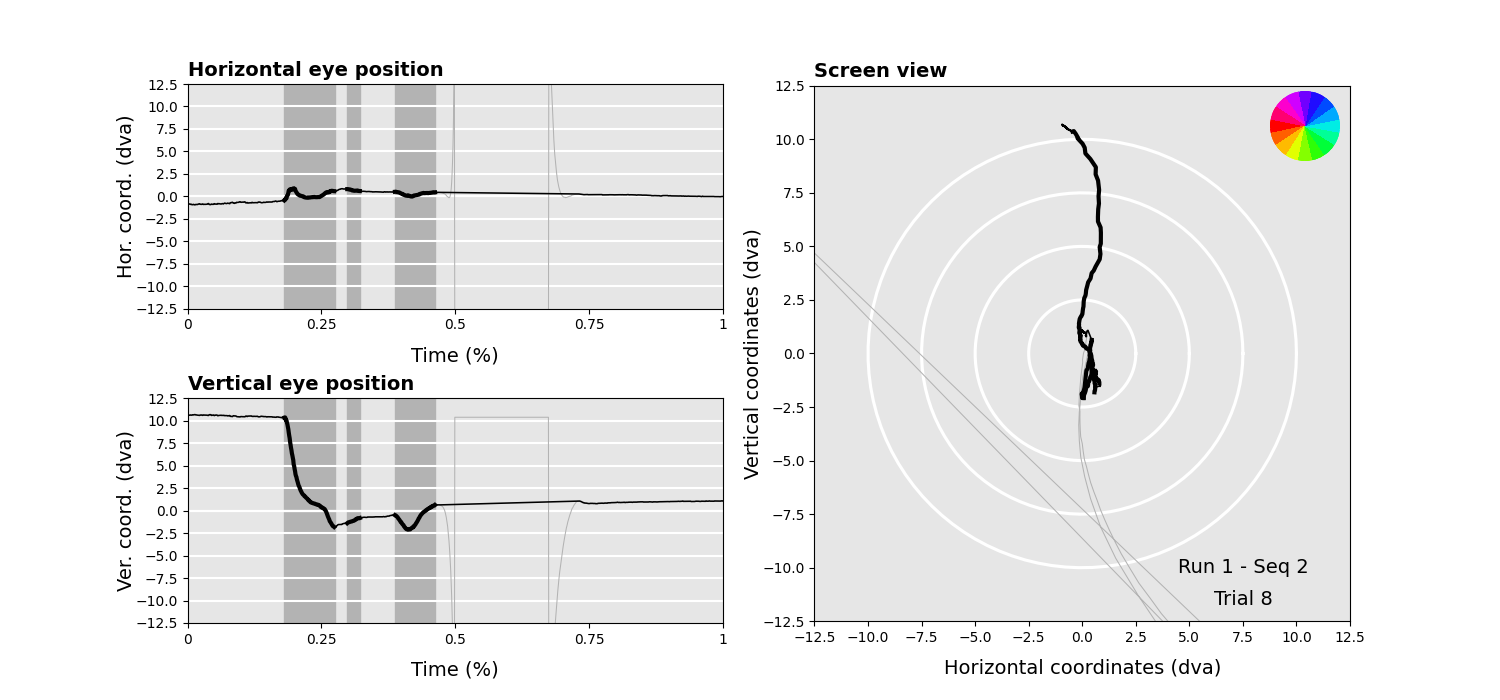 Horizontal eye position
12.5
10.0
7.5
5.0
2.5
0.0
−2.5
−5.0
−7.5
−10.0
−12.5
Hor. coord. (dva)
0 0.25 0.5 0.75 1
Time (%)
Vertical eye position
12.5
10.0
7.5
5.0
2.5
0.0
−2.5
−5.0
−7.5
−10.0
−12.5
Ver. coord. (dva)
0 0.25 0.5 0.75 1
Time (%)
Screen view
12.5
10.0
7.5
5.0
2.5
0.0
−2.5
−5.0
−7.5
−10.0
−12.5
Vertical coordinates (dva)
Run 1 - Seq 2
Trial 8
−12.5 −10.0 −7.5 −5.0 −2.5 0.0 2.5 5.0 7.5 10.0 12.5
Horizontal coordinates (dva)